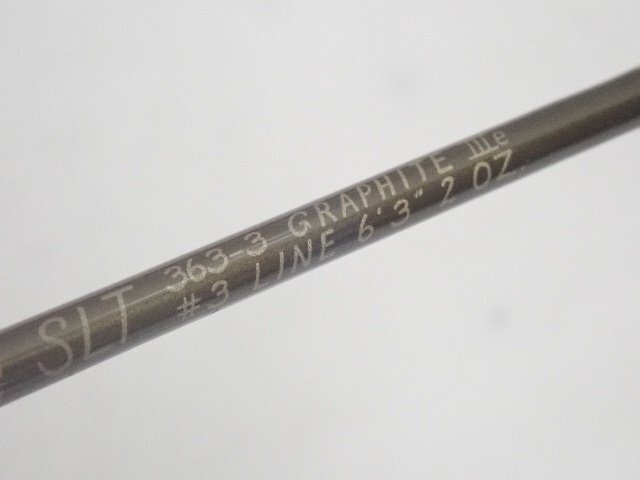 SLT 363-3 GRAPHITE IIIe
#3 LINE 6'3" 2 OZ.